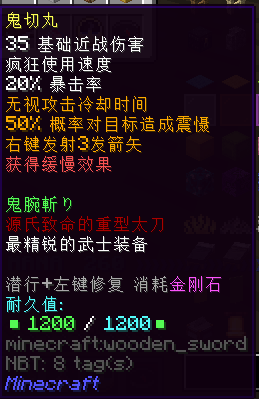 鬼切丸
35 基础近战伤害
疯狂使用速度
20% 暴击率
无视攻击冷却时间
50% 概率对目标造成震慑
右键发射3发箭矢
获得缓慢效果
鬼腕斩り
源氏致命的重型太刀
最精锐的武士装备
潜行+左键修复 消耗金刚石
耐久值:
▪ 1200 / 1200 ▪
minecraft:wooden_sword
NBT: 8 tag(s)
Minecraft